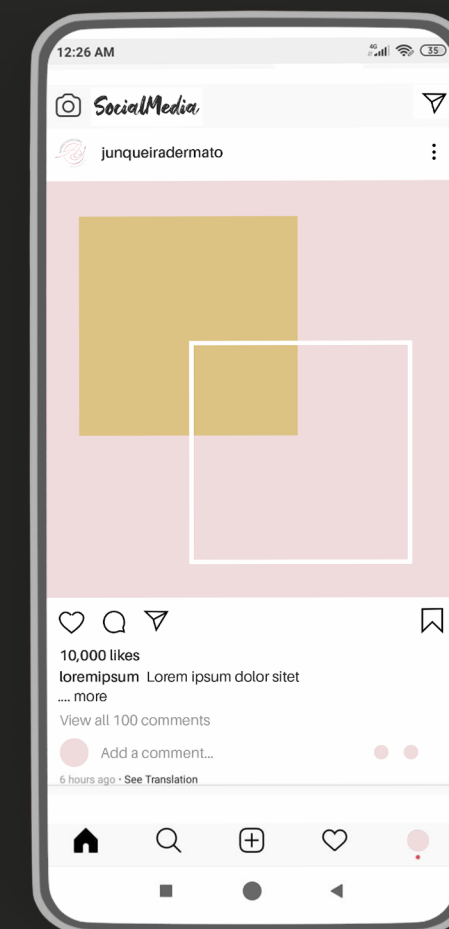 12:26 AM 4G 35
SocialMedia
junqueiradermato
10,000 likes
loremipsum Lorem ipsum dolor sitet
.... more
View all 100 comments
Add a comment...
6 hours ago • See Translation